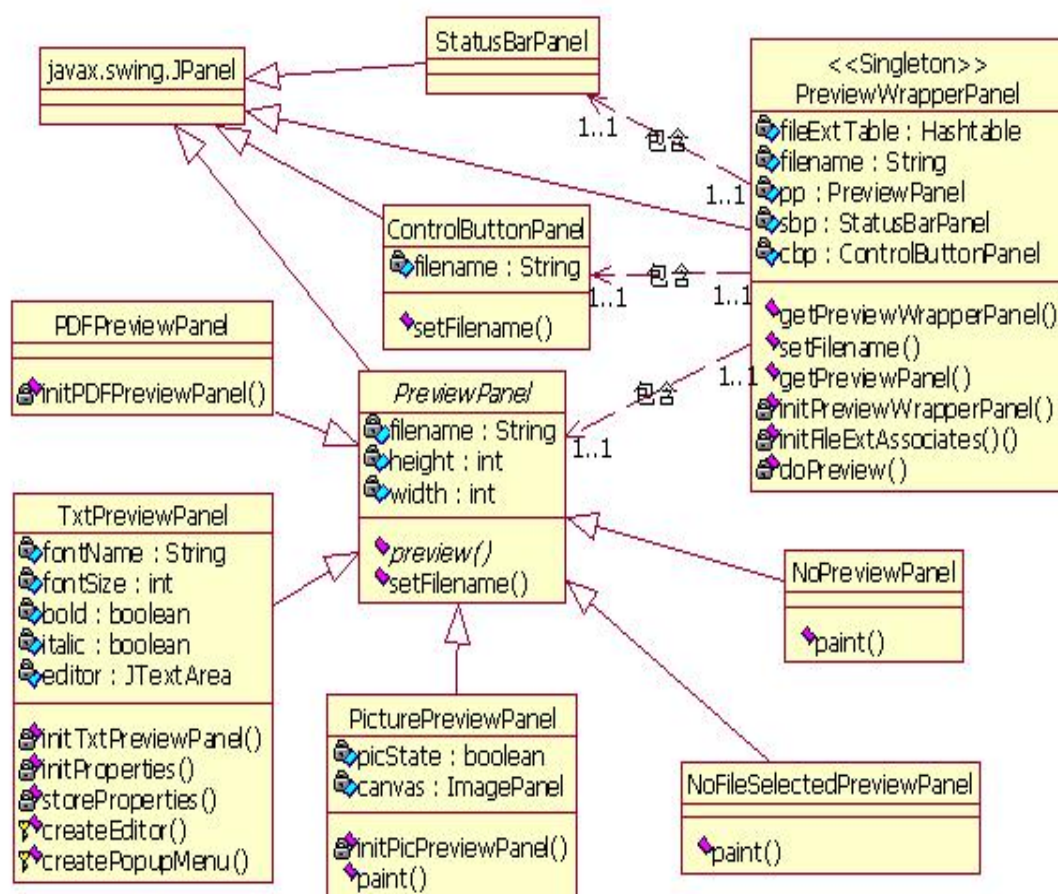 javax.swing.JPanel
StatusBarPanel
<<Singleton>>
PreviewWrapperPanel
fileExtTable : Hashtable
filename : String
pp : PreviewPanel
sbp : StatusBarPanel
cbp : ControlButtonPanel
getPreviewWrapperPanel()
setFilename()
getPreviewPanel()
initPreviewWrapperPanel()
initFileExtAssociates()()
doPreview()
1..1
包含
1..1
ControlButtonPanel
filename : String
setFilename()
1..1
包含
1..1
PDFPreviewPanel
initPDFPreviewPanel()
PreviewPanel
filename : String
height : int
width : int
preview()
setFilename()
1..1
包含
1..1
TxtPreviewPanel
fontName : String
fontSize : int
bold : boolean
italic : boolean
editor : JTextArea
initTxtPreviewPanel()
initProperties()
storeProperties()
createEditor()
createPopupMenu()
PicturePreviewPanel
picState : boolean
canvas : ImagePanel
initPicPreviewPanel()
paint()
NoPreviewPanel
paint()
NoFileSelectedPreviewPanel
paint()